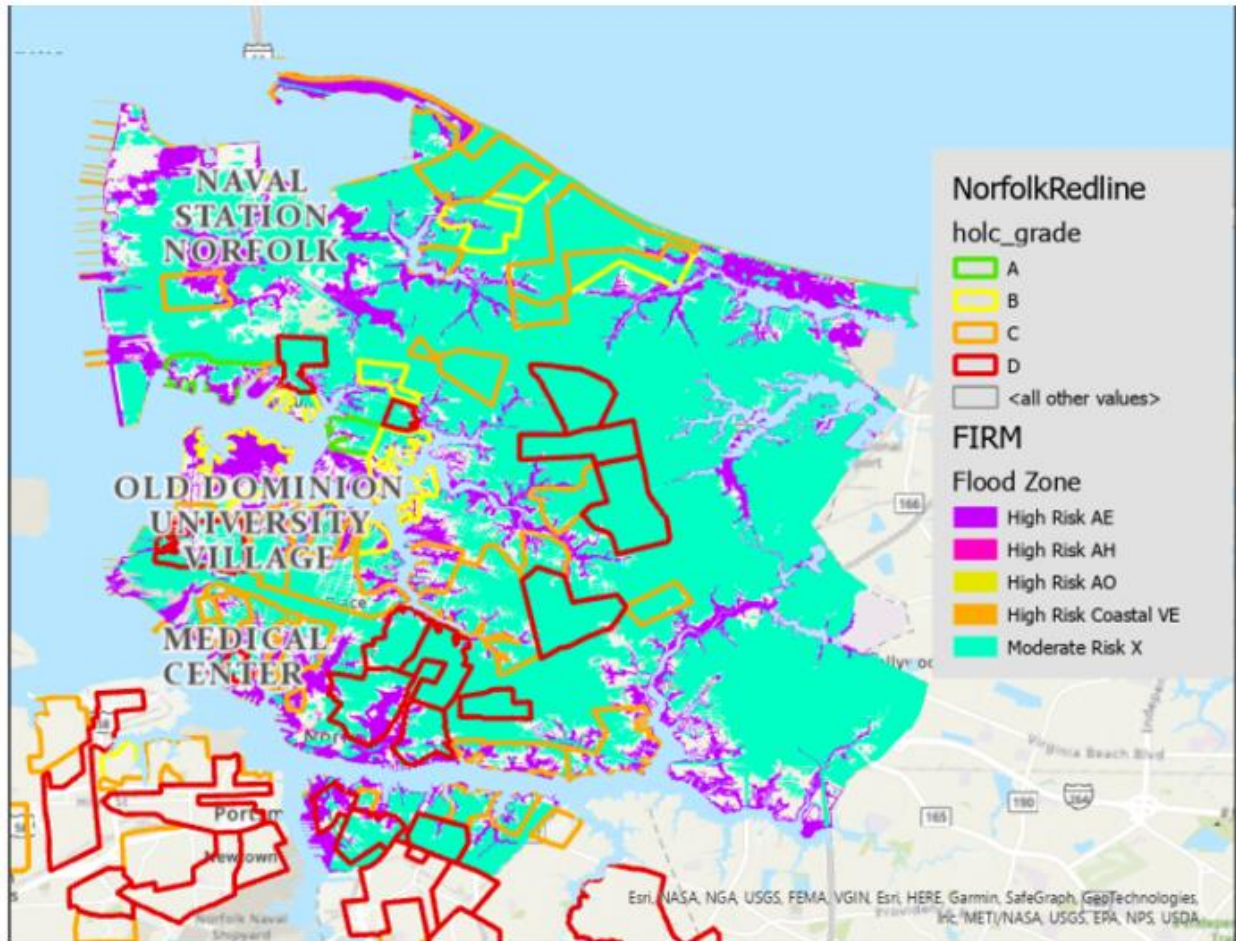 NAVAL
STATION
NORFOLK
OLD DOMINION
UNIVERSITY
VILLAGE
MEDICAL
CENTER
NorfolkRedline
holc_grade
A
B
C
D
<all other values>
FIRM
Flood Zone
High Risk AE
High Risk AH
High Risk AO
High Risk Coastal VE
Moderate Risk X
166
Virginia Beach Blvd
190
264
165
58
Newtown
Norfolk Naval
Shipyard
Esri, NASA, NGA, USGS, FEMA, VGIN, Esri, HERE, Garmin, SafeGraph, GeoTechnologies,
Inc, METI/NASA, USGS, EPA, NPS, USDA